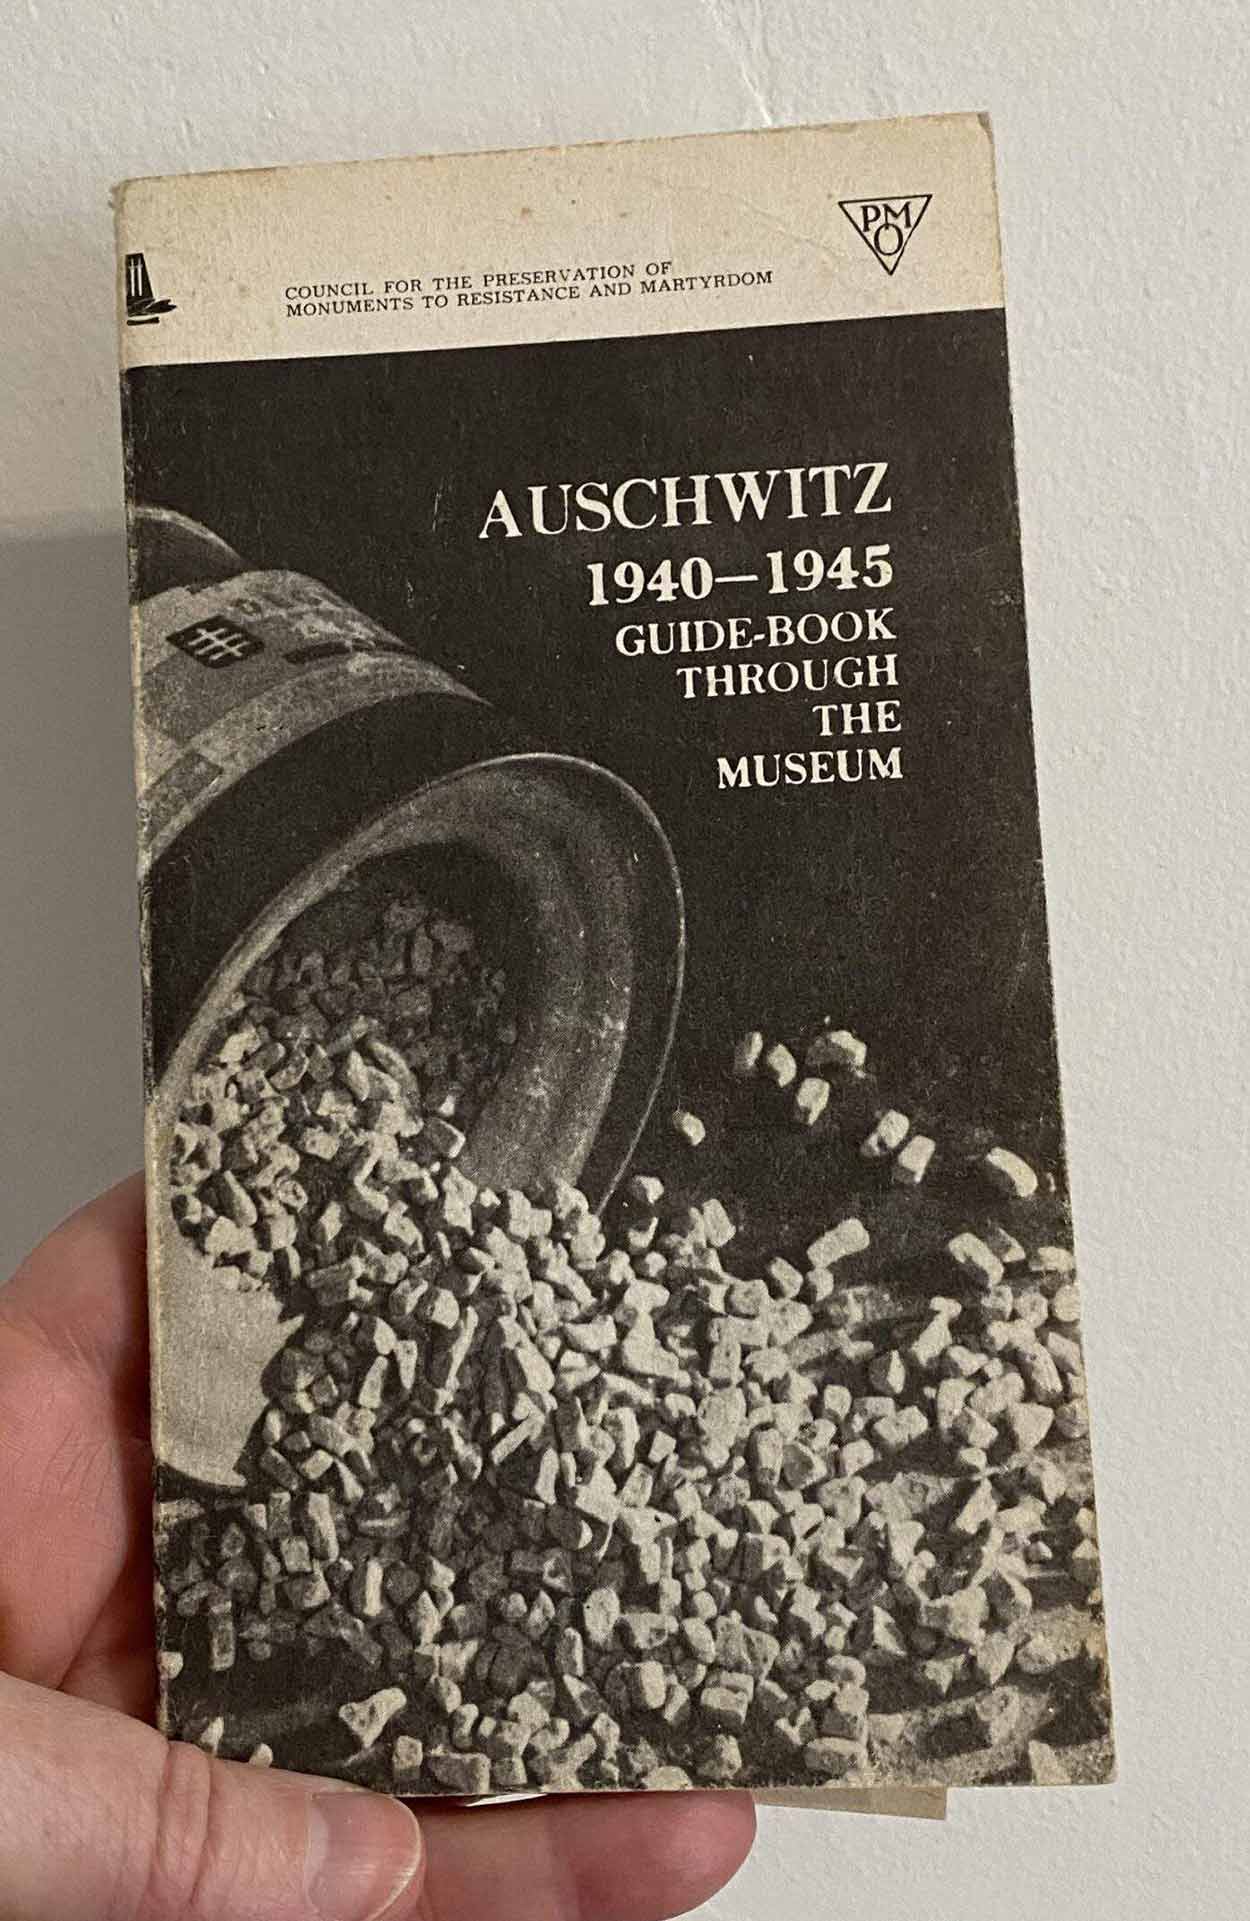 COUNCIL FOR THE PRESERVATION OF
MONUMENTS TO RESISTANCE AND MARTYRDOM
PMO
AUSCHWITZ
1940—1945
GUIDE-BOOK
THROUGH
THE
MUSEUM